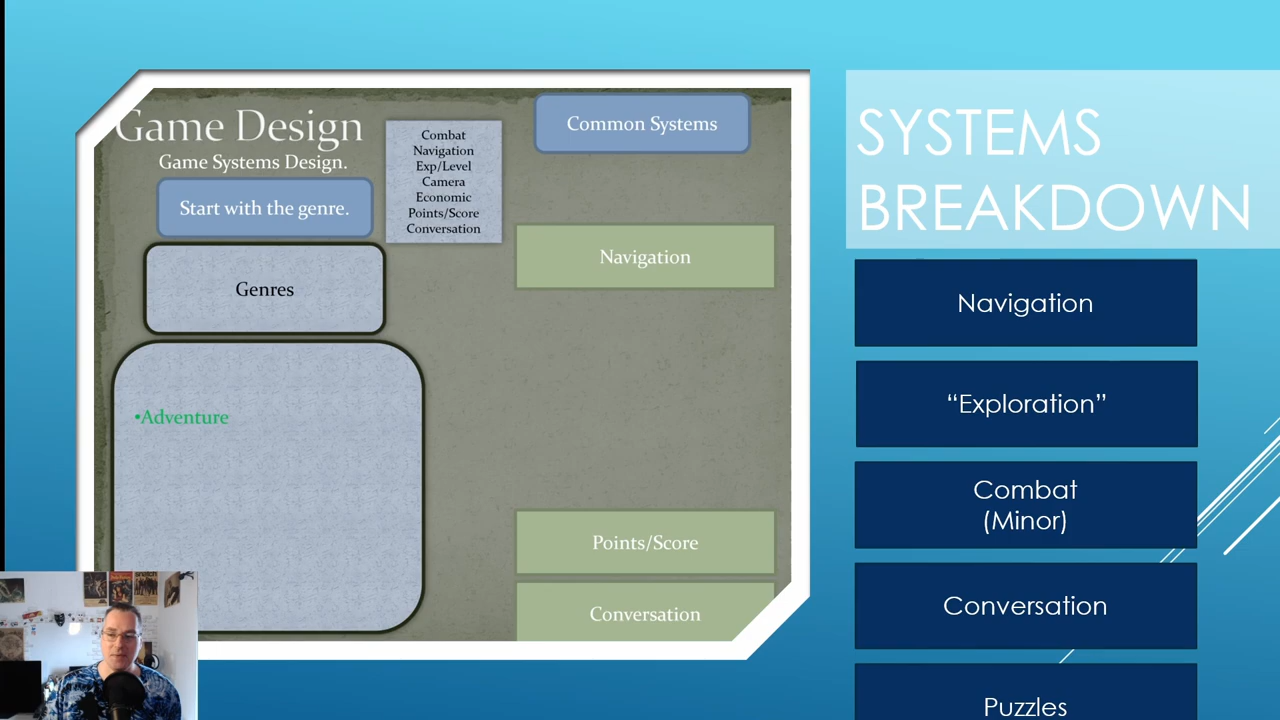 Game Design
Game Systems Design.
Start with the genre.
Genres
•Adventure
Combat
Navigation
Exp/Level
Camera
Economic
Points/Score
Conversation
Common Systems
Navigation
Points/Score
Conversation
SYSTEMS
BREAKDOWN
Navigation
“Exploration”
Combat
(Minor)
Conversation
Puzzles